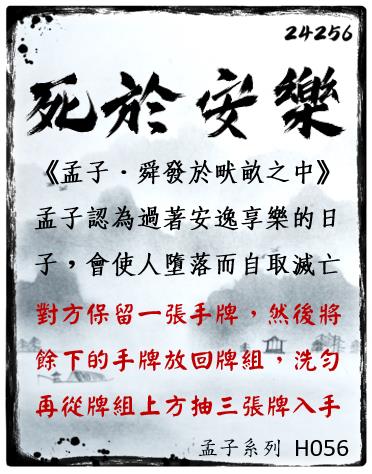 24256
死於安樂
《孟子．舜發於畎畝之中》
孟子認為過著安逸享樂的日
子，會使人墮落而自取滅亡
對方保留一張手牌，然後將
餘下的手牌放回牌組，洗勻
再從牌組上方抽三張牌入手
孟子系列 H056